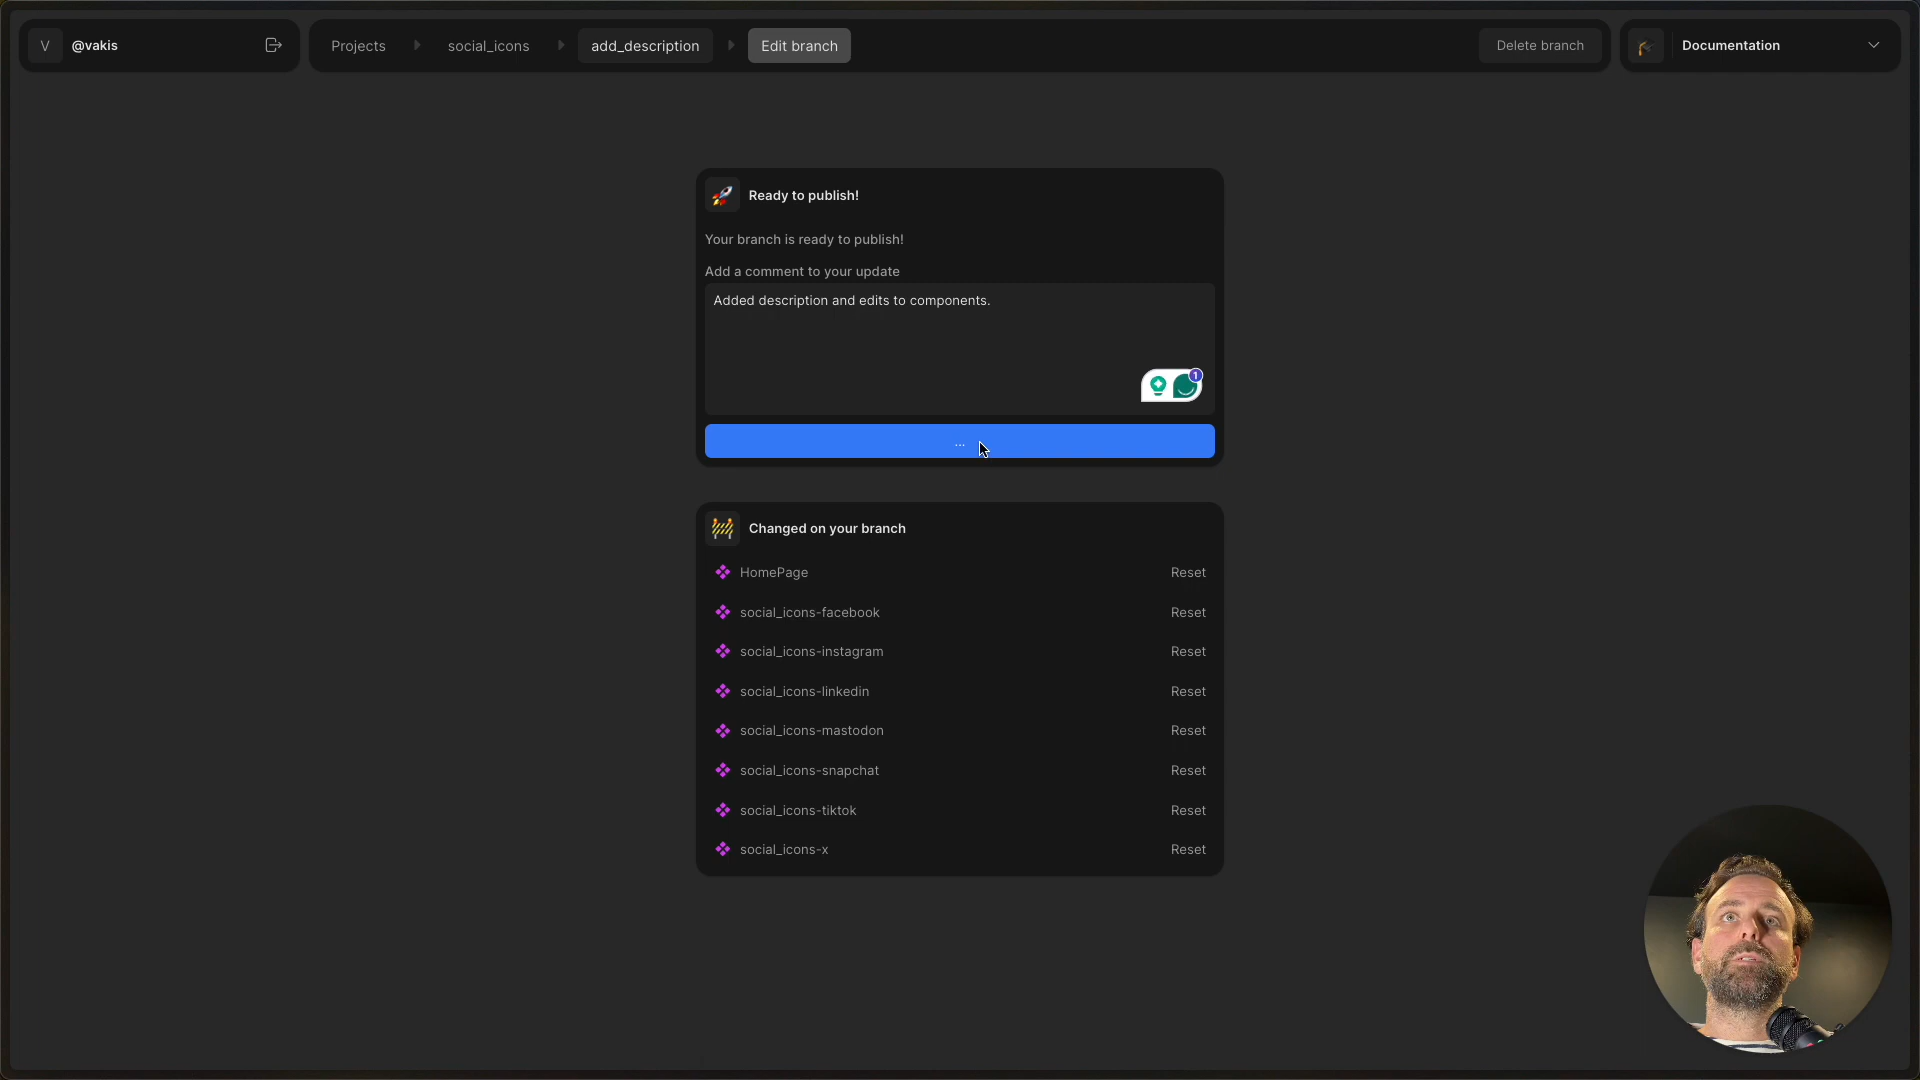 V @vakis
Projects social_icons add_description Edit branch
Delete branch
Documentation
Ready to publish!
Your branch is ready to publish!
Add a comment to your update
Added description and edits to components.
1
...
Changed on your branch
HomePage Reset
social_icons-facebook Reset
social_icons-instagram Reset
social_icons-linkedin Reset
social_icons-mastodon Reset
social_icons-snapchat Reset
social_icons-tiktok Reset
social_icons-x Reset